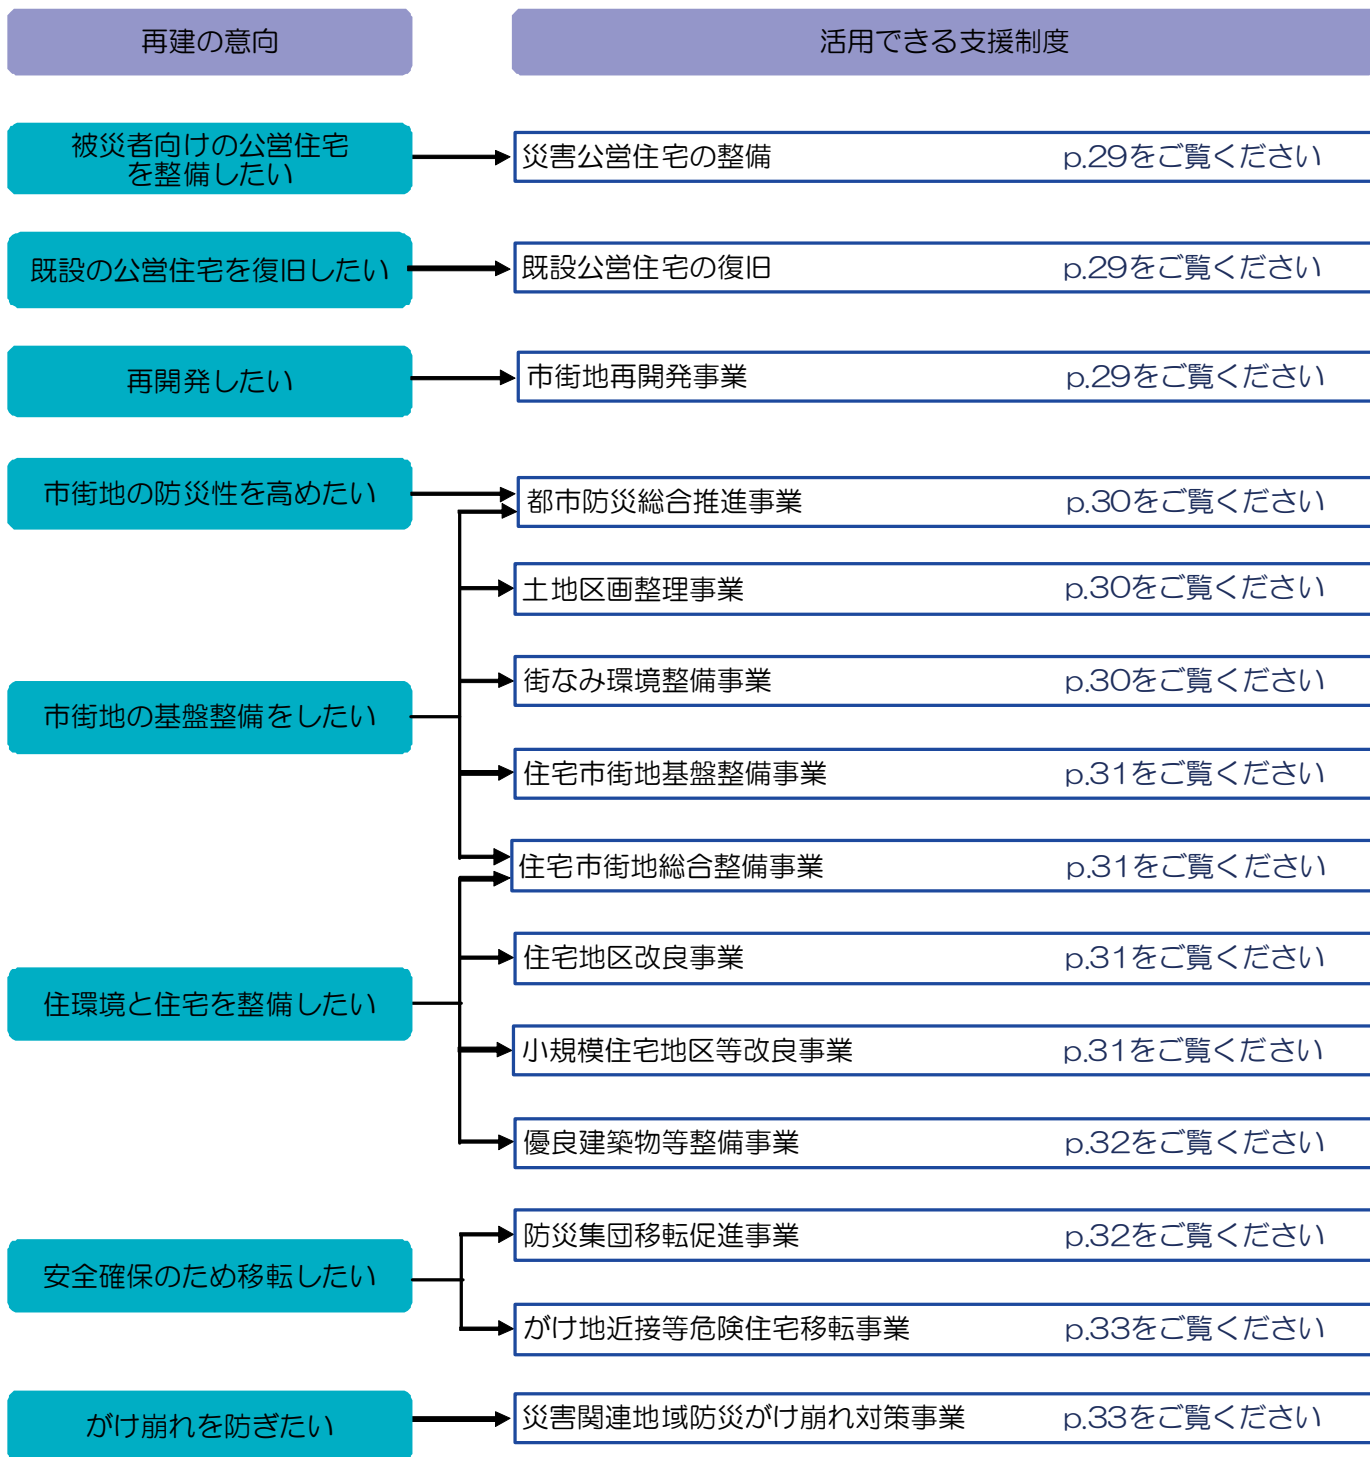 再建の意向
活用できる支援制度
被災者向けの公営住宅
を整備したい
災害公営住宅の整備 p.29をご覧ください
既設の公営住宅を復旧したい
既設公営住宅の復旧 p.29をご覧ください
再開発したい
市街地再開発事業 p.29をご覧ください
市街地の防災性を高めたい
都市防災総合推進事業 p.30をご覧ください
土地区画整理事業 p.30をご覧ください
街なみ環境整備事業 p.30をご覧ください
市街地の基盤整備をしたい
住宅市街地基盤整備事業 p.31をご覧ください
住宅市街地総合整備事業 p.31をご覧ください
住宅地区改良事業 p.31をご覧ください
住環境と住宅を整備したい
小規模住宅地区等改良事業 p.31をご覧ください
優良建築物等整備事業 p.32をご覧ください
防災集団移転促進事業 p.32をご覧ください
安全確保のため移転したい
がけ地近接等危険住宅移転事業 p.33をご覧ください
がけ崩れを防ぎたい
災害関連地域防災がけ崩れ対策事業 p.33をご覧ください